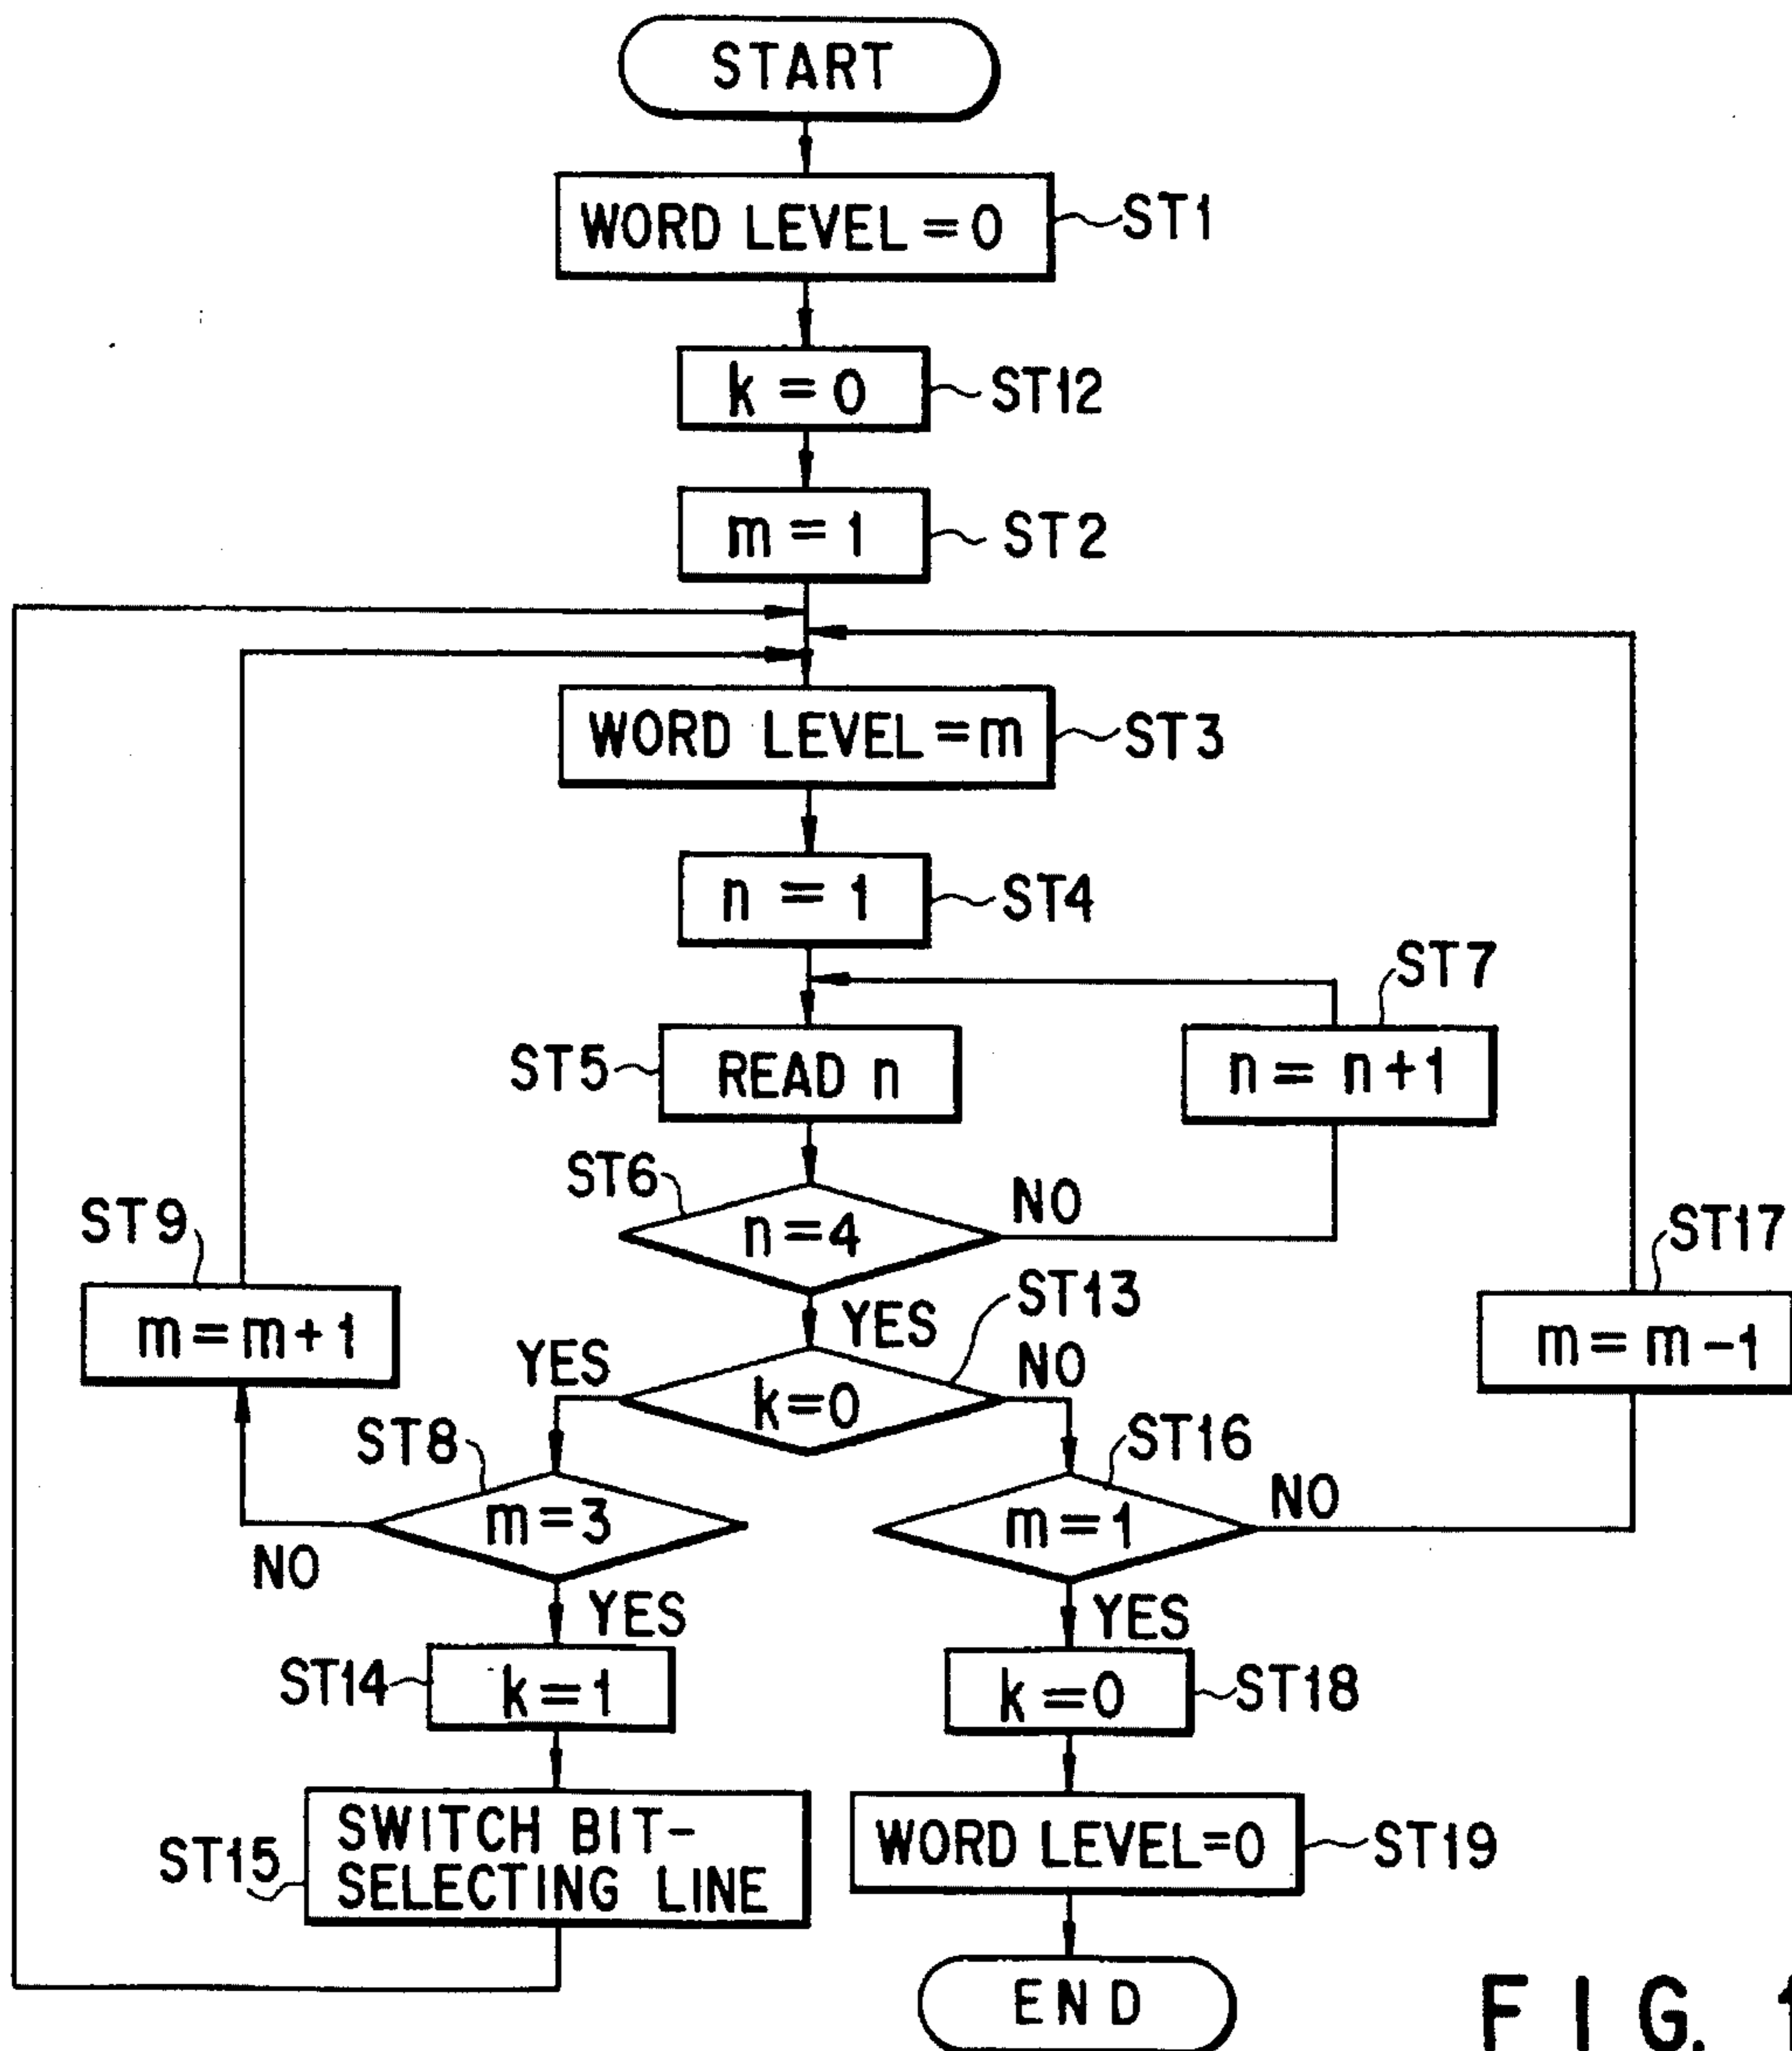 START
WORD LEVEL = 0
ST1
k = 0
ST12
m = 1
ST2
WORD LEVEL = m
ST3
n = 1
ST4
ST7
ST5
READ n
n = n+1
ST6
n=4
NO
ST9
ST17
ST13
YES
m=m+1
m=m-1
YES
k=0
NO
ST8
ST16
m=3
m=1
NO
NO
YES
YES
ST14
k=1
k=0
ST18
SWITCH BIT-
SELECTING LINE
ST15
WORD LEVEL=0
ST19
END
FIG.